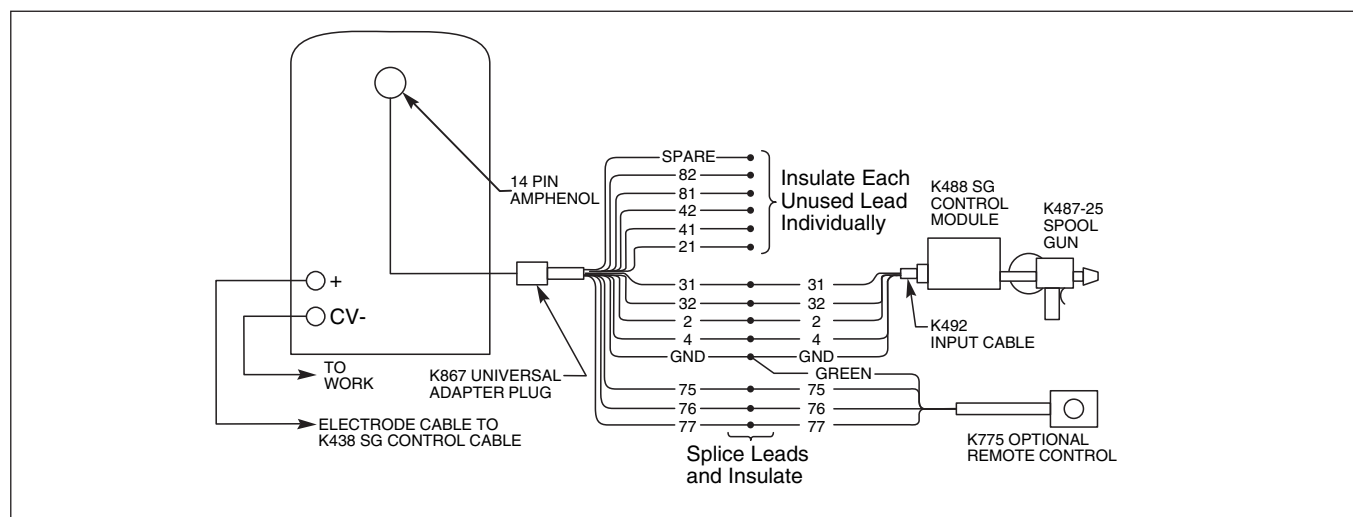 14 PIN
AMPHENOL
+
CV-
TO
WORK
ELECTRODE CABLE TO
K438 SG CONTROL CABLE
K867 UNIVERSAL
ADAPTER PLUG
SPARE
82
81
42
41
21
Insulate Each
Unused Lead
Individually
31 31
32 32
2 2
4 4
GND GND
GREEN
75 75
76 76
77 77
Splice Leads
and Insulate
K488 SG
CONTROL
MODULE
K487-25
SPOOL
GUN
K492
INPUT CABLE
K775 OPTIONAL
REMOTE CONTROL